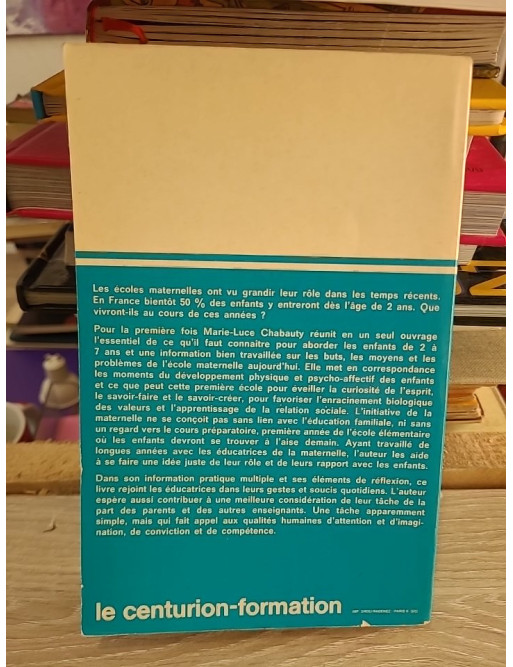 Les écoles maternelles ont vu grandir leur rôle dans les temps récents.
En France bientôt 50 % des enfants y entreront dès l'âge de 2 ans. Que
vivront-ils au cours de ces années ?
Pour la première fois Marie-Luce Chabauty réunit en un seul ouvrage
l'essentiel de ce qu'il faut connaître pour aborder les enfants de 2 à
7 ans et une information bien travaillée sur les buts, les moyens et les
problèmes de l'école maternelle aujourd'hui. Elle met en correspondance
les moments du développement physique et psycho-affectif des enfants
et ce que peut cette première école pour éveiller la curiosité de l'esprit,
le savoir-faire et le savoir-créer, pour favoriser l'enracinement biologique
des valeurs et l'apprentissage de la relation sociale. L'initiative de la
maternelle ne se conçoit pas sans lien avec l'éducation familiale, ni sans
un regard vers le cours préparatoire, première année de l'école élémentaire
où les enfants devront se trouver à l'aise demain. Ayant travaillé de
longues années avec les éducatrices de la maternelle, l'auteur les aide
à se faire une idée juste de leur rôle et de leurs rapport avec les enfants.
Dans son information pratique multiple et ses éléments de réflexion, ce
livre rejoint les éducatrices dans leurs gestes et soucis quotidiens. L'auteur
espère aussi contribuer à une meilleure considération de leur tâche de la
part des parents et des autres enseignants. Une tâche apparemment
simple, mais qui fait appel aux qualités humaines d'attention et d'imagi-
nation, de conviction et de compétence.
le centurion-formation